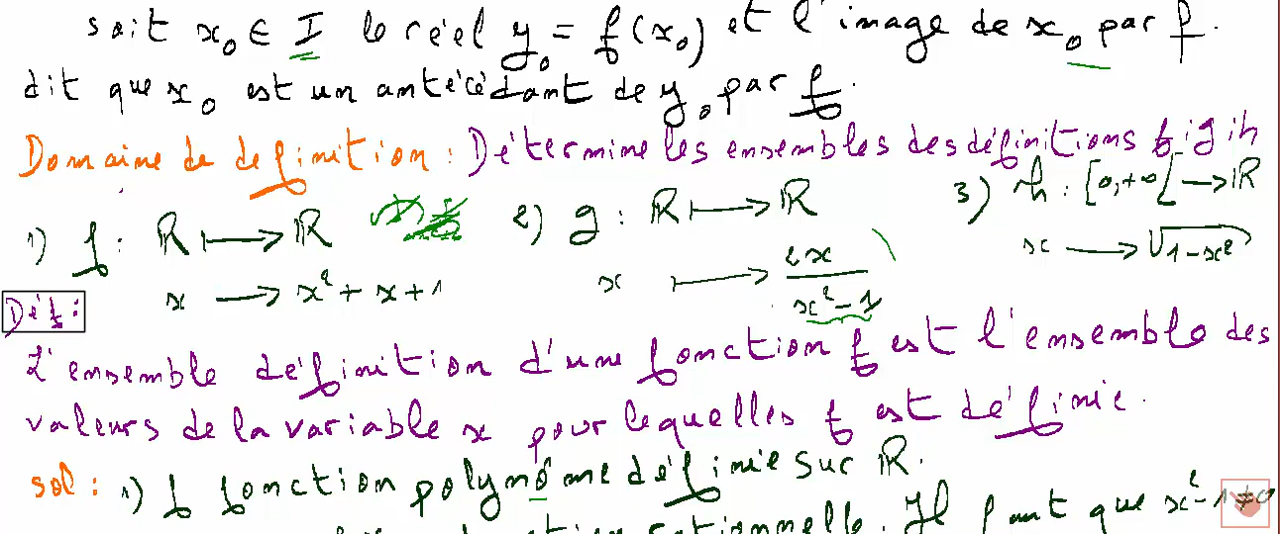 soit x₀ ∈ I le réel y₀ = f(x₀) et l'image de x₀ par f.
dit que x₀ est un antécédant de y₀ par f.
Domaine de definition : Détermine les ensembles des définitions f i g i h
1) f : ℝ ⟼ ℝ 2) g : ℝ ⟼ ℝ 3) h : [0,+∞[ → ℝ
x → x² + x + 1 x ⟼ 2x/(x² - 1) x → √(1-x²)
Déf :
L'ensemble définition d'une fonction f est l'ensemble des
valeurs de la variable x pour lequelles f est définie.
sol : 1) f fonction polynôme définie sur ℝ.
rationnelle. Il faut que x² - 1 ≠ 0